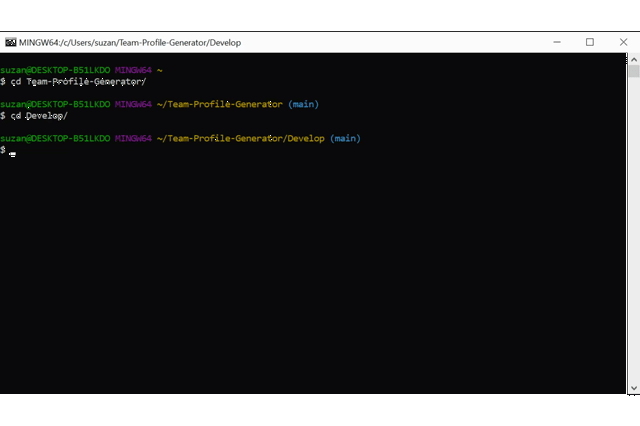 MINGW64:/c/Users/suzan/Team-Profile-Generator/Develop
suzan@DESKTOP-B51LKDO MINGW64 ~
$ cd Team-Profile-Generator/
suzan@DESKTOP-B51LKDO MINGW64 ~/Team-Profile-Generator (main)
$ cd Develop/
suzan@DESKTOP-B51LKDO MINGW64 ~/Team-Profile-Generator/Develop (main)
$